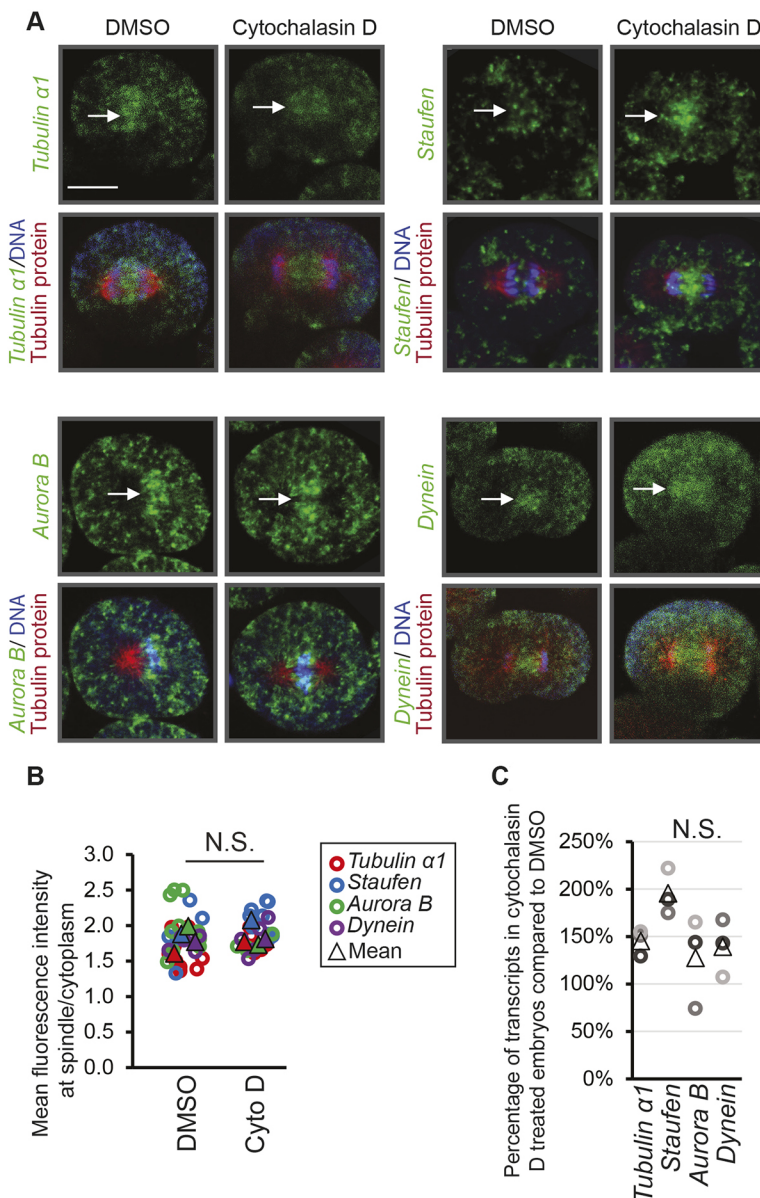 A
DMSO
Cytochalasin D
DMSO
Cytochalasin D
Tubulin α1
Staufen
Tubulin α1/DNA
Tubulin protein
Staufen/ DNA
Tubulin protein
Aurora B
Dynein
Aurora B/ DNA
Tubulin protein
Dynein/ DNA
Tubulin protein
B
Mean fluorescence intensity
at spindle/cytoplasm
3.0
2.5
2.0
1.5
1.0
0.5
0.0
N.S.
DMSO
Cyto D
Tubulin α1
Staufen
Aurora B
Dynein
Mean
C
Percentage of transcripts in cytochalasin
D treated embryos compared to DMSO
N.S.
250%
200%
150%
100%
50%
0%
Tubulin α1
Staufen
Aurora B
Dynein